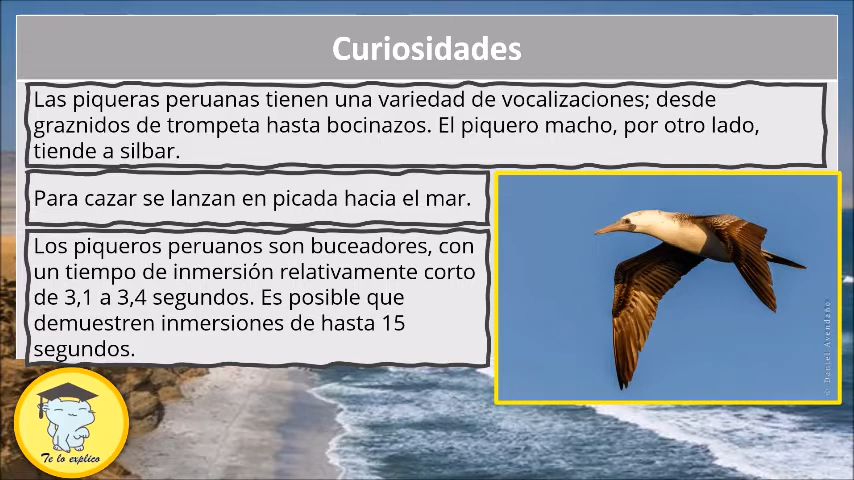 Curiosidades
Las piqueras peruanas tienen una variedad de vocalizaciones; desde
graznidos de trompeta hasta bocinazos. El piquero macho, por otro lado,
tiende a silbar.
Para cazar se lanzan en picada hacia el mar.
Los piqueros peruanos son buceadores, con
un tiempo de inmersión relativamente corto
de 3,1 a 3,4 segundos. Es posible que
demuestren inmersiones de hasta 15
segundos.
© Daniel Avendaño
Te lo explico